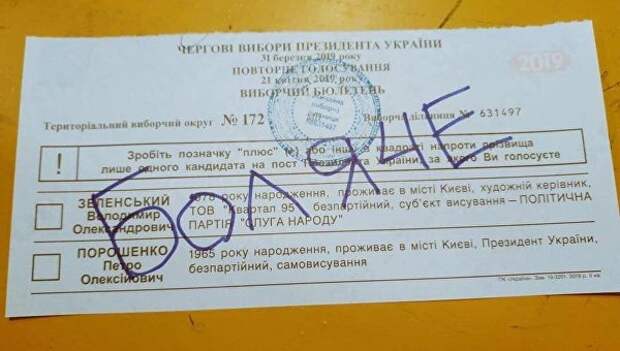 ЧЕРГОВІ ВИБОРИ ПРЕЗИДЕНТА УКРАЇНИ
31 березня 2019 року
ПОВТОРНЕ ГОЛОСУВАННЯ
21 квітня 2019 року
ВИБОРЧИЙ БЮЛЕТЕНЬ
2019
Територіальний виборчий округ № 172
Виборча дільниця № 631497
! Зробіть позначку "плюс" (+) або іншу в квадраті напроти прізвища
лише одного кандидата на пост Президента України, за якого Ви голосуєте
БОЛЯЧЕ
ЗЕЛЕНСЬКИЙ
Володимир
Олександрович
1978 року народження, проживає в місті Києві, художній керівник,
ТОВ "Квартал 95", безпартійний, суб'єкт висування – ПОЛІТИЧНА
ПАРТІЯ "СЛУГА НАРОДУ"
ПОРОШЕНКО
Петро
Олексійович
1965 року народження, проживає в місті Києві, Президент України,
безпартійний, самовисування